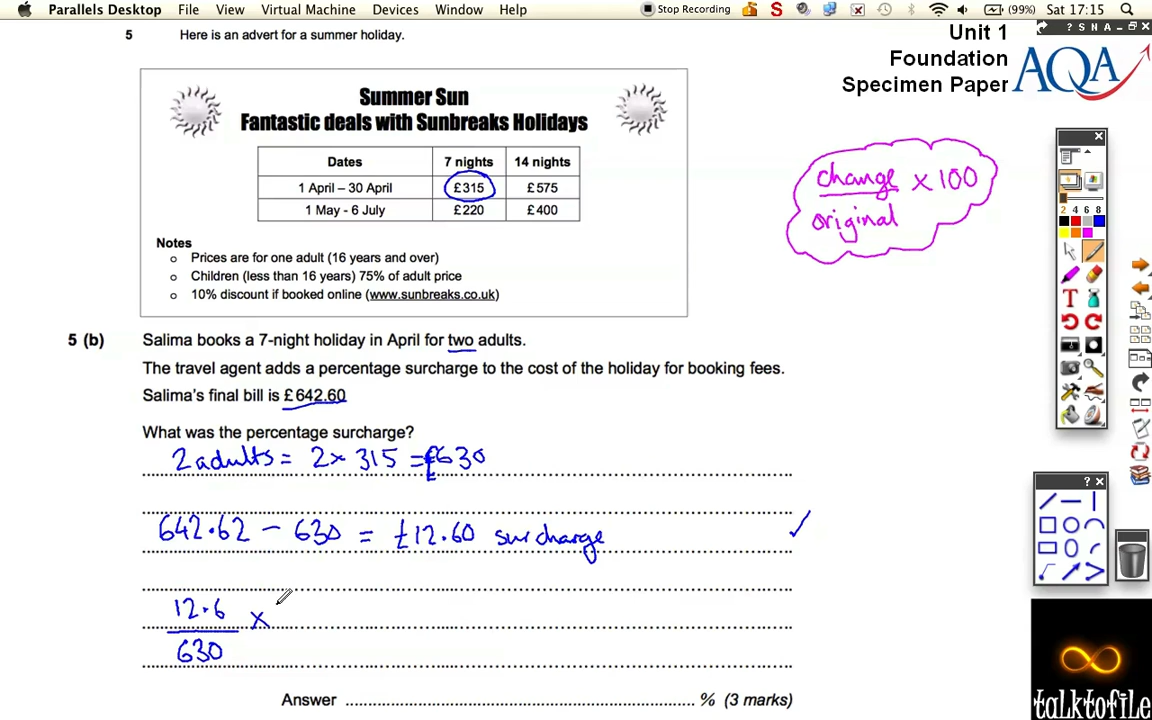 Parallels Desktop File View Virtual Machine Devices Window Help Stop Recording S (99%) Sat 17:15
? S N A
5 Here is an advert for a summer holiday.
Unit 1
Foundation
Specimen Paper
AQA
Summer Sun
Fantastic deals with Sunbreaks Holidays
Dates 7 nights 14 nights
1 April – 30 April £315 £575
1 May - 6 July £220 £400
Notes
o Prices are for one adult (16 years and over)
o Children (less than 16 years) 75% of adult price
o 10% discount if booked online (www.sunbreaks.co.uk)
change × 100
original
2 4 6 8
T
5 (b) Salima books a 7-night holiday in April for two adults.
The travel agent adds a percentage surcharge to the cost of the holiday for booking fees.
Salima's final bill is £642.60
What was the percentage surcharge?
2 adults = 2 × 315 = £630
642.62 – 630 = £12.60 surcharge ✓
12.6 ×
630
Answer ........ % (3 marks)
?
talktofile